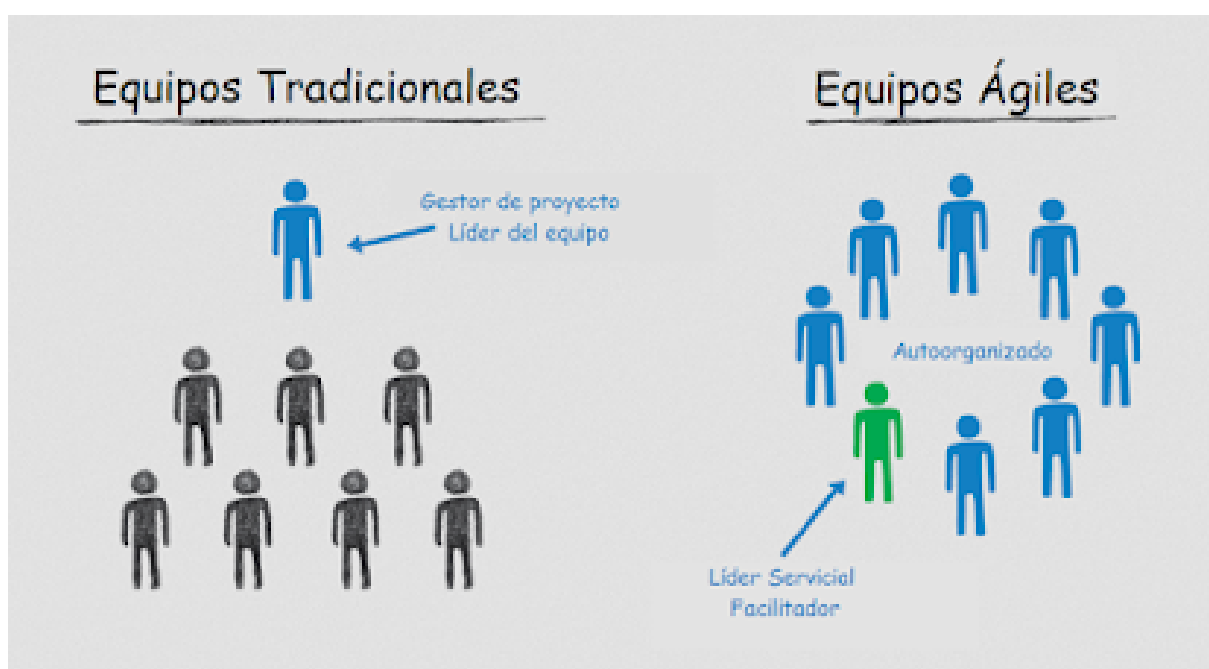 Equipos Tradicionales
Equipos Ágiles
Gestor de proyecto
Líder del equipo
Autoorganizado
Líder Servicial
Facilitador